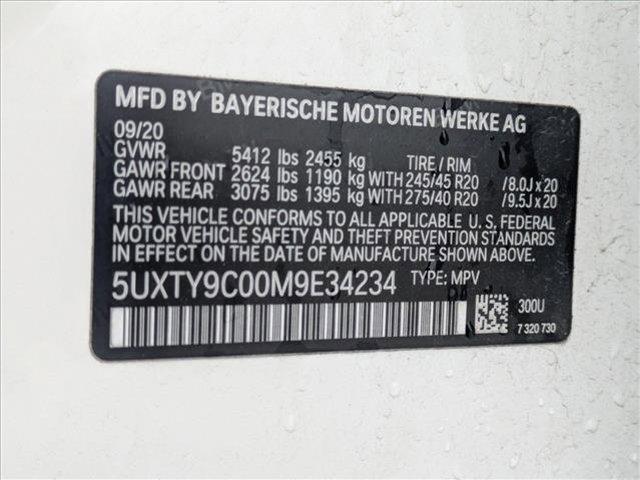 MFD BY BAYERISCHE MOTOREN WERKE AG
09/20
GVWR 5412 lbs 2455 kg TIRE / RIM
GAWR FRONT 2624 lbs 1190 kg WITH 245/45 R20 /8.0J x 20
GAWR REAR 3075 lbs 1395 kg WITH 275/40 R20 /9.5J x 20
THIS VEHICLE CONFORMS TO ALL APPLICABLE U.S. FEDERAL
MOTOR VEHICLE SAFETY AND THEFT PREVENTION STANDARDS
IN EFFECT ON THE DATE OF MANUFACTURE SHOWN ABOVE.
5UXTY9C00M9E34234 TYPE: MPV
300U
7 320 730